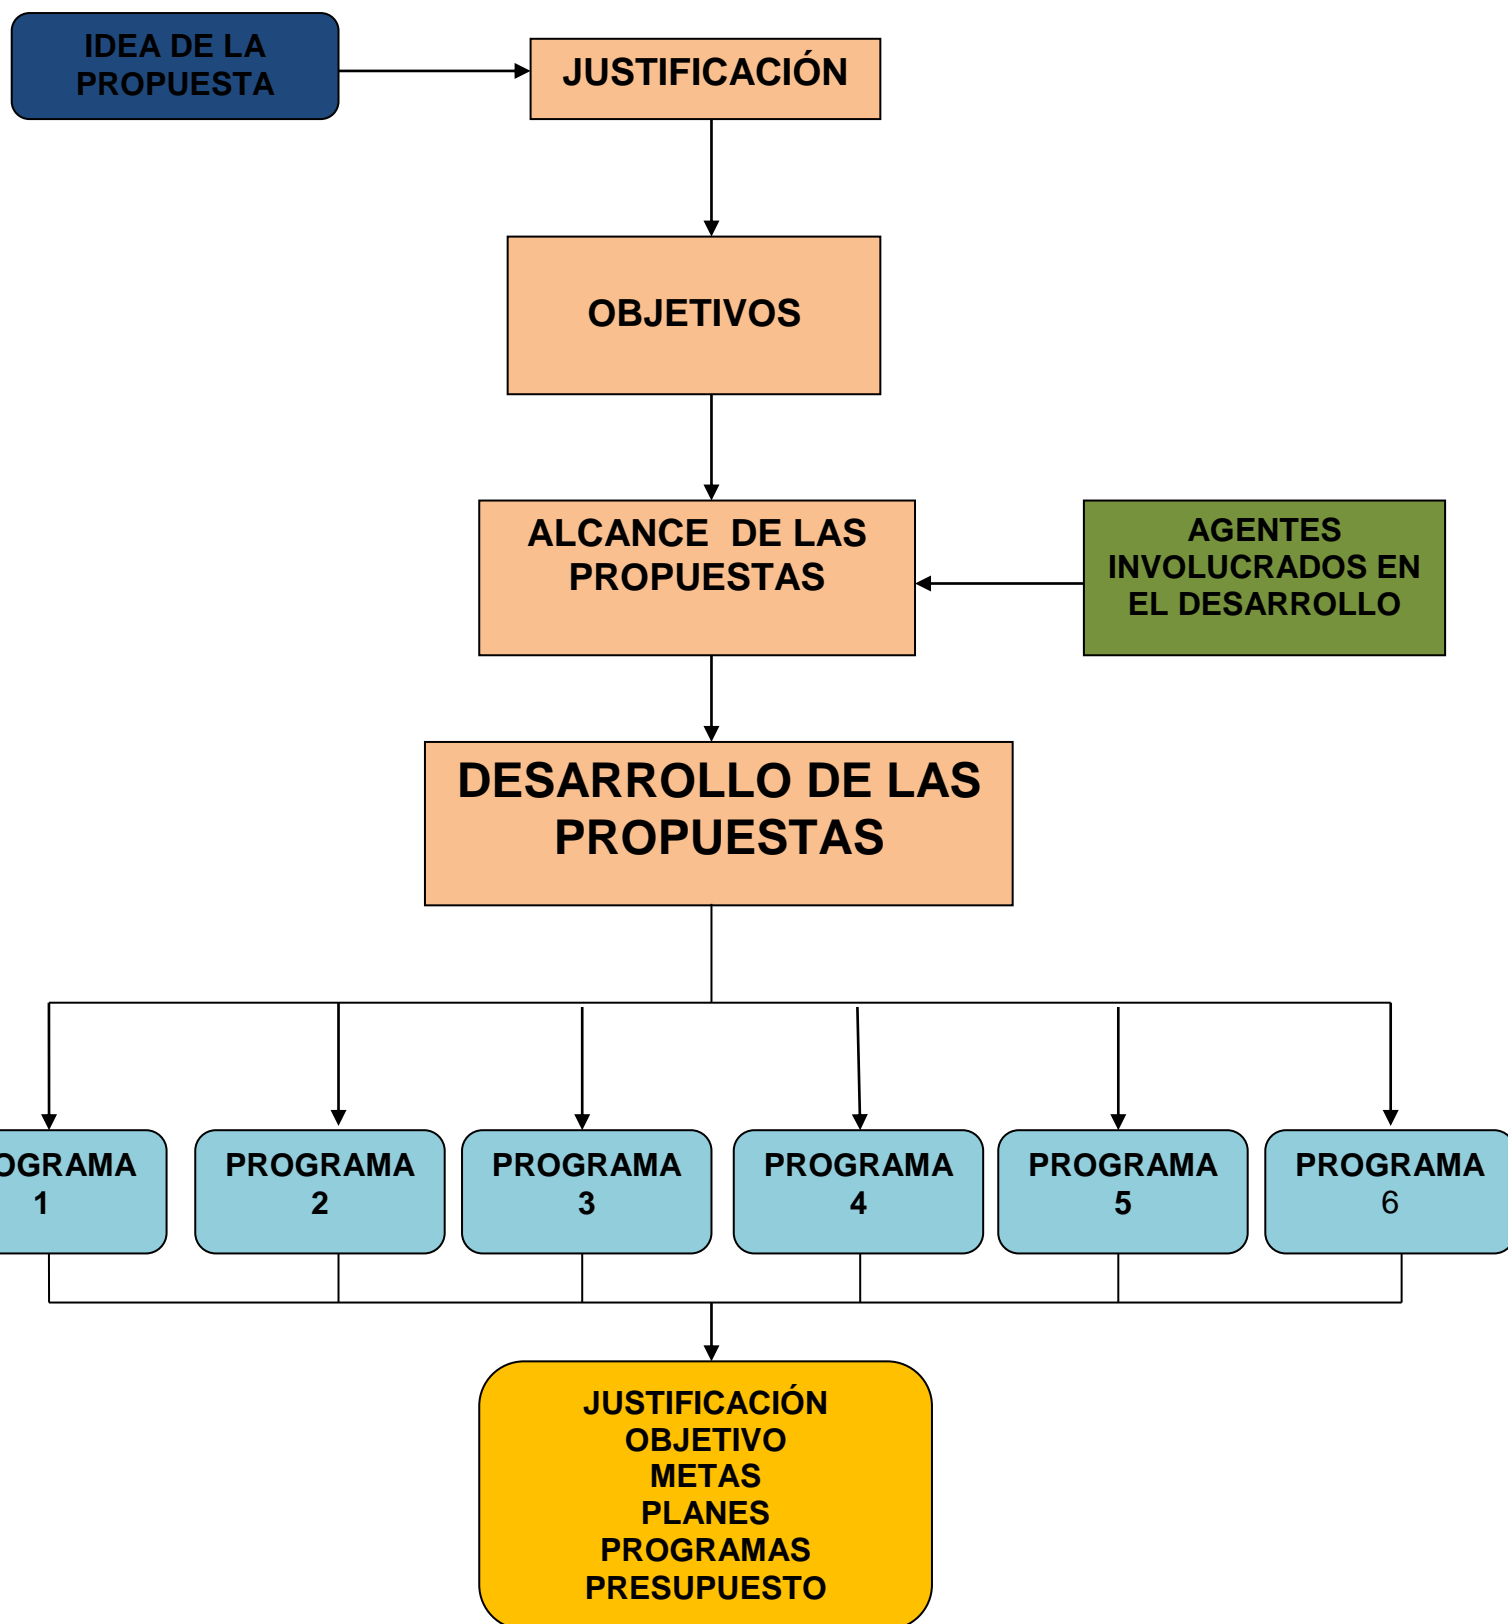 IDEA DE LA
PROPUESTA
JUSTIFICACIÓN
OBJETIVOS
ALCANCE  DE LAS
PROPUESTAS
AGENTES
INVOLUCRADOS EN
EL DESARROLLO
DESARROLLO DE LAS
PROPUESTAS
OGRAMA
1
PROGRAMA
2
PROGRAMA
3
PROGRAMA
4
PROGRAMA
5
PROGRAMA
6
JUSTIFICACIÓN
OBJETIVO
METAS
PLANES
PROGRAMAS
PRESUPUESTO